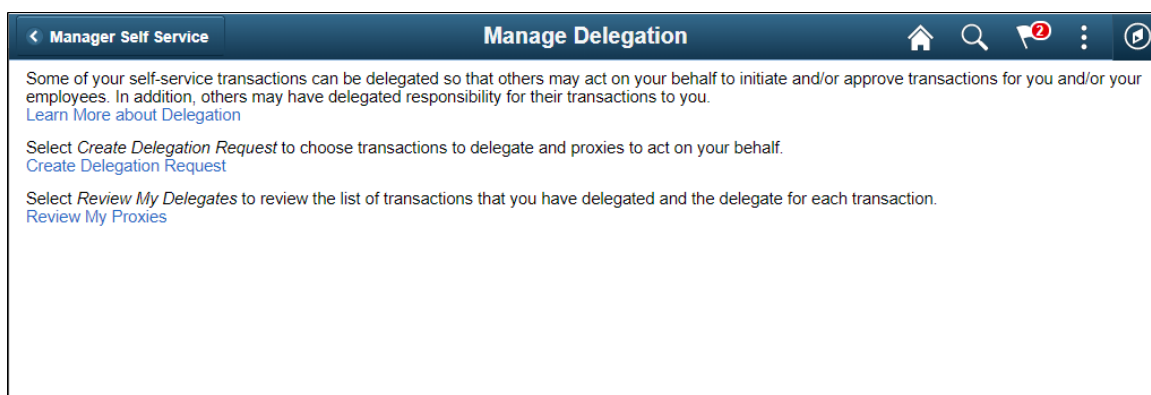 Manager Self Service
Manage Delegation
2
Some of your self-service transactions can be delegated so that others may act on your behalf to initiate and/or approve transactions for you and/or your
employees. In addition, others may have delegated responsibility for their transactions to you.
Learn More about Delegation
Select Create Delegation Request to choose transactions to delegate and proxies to act on your behalf.
Create Delegation Request
Select Review My Delegates to review the list of transactions that you have delegated and the delegate for each transaction.
Review My Proxies